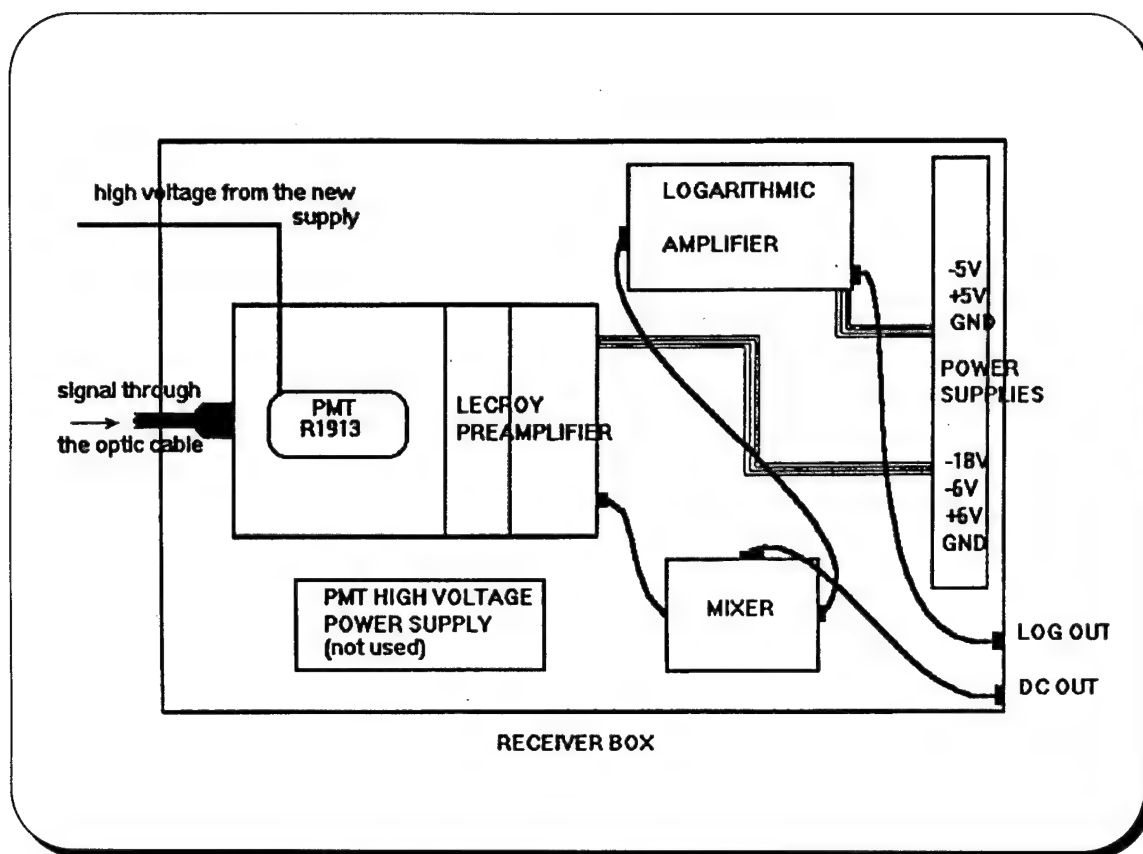 high voltage from the new
supply
LOGARITHMIC
AMPLIFIER
-5V
+5V
GND
POWER
SUPPLIES
-18V
-6V
+6V
GND
signal through
the optic cable
PMT
R1913
LECROY
PREAMPLIFIER
PMT HIGH VOLTAGE
POWER SUPPLY
(not used)
MIXER
LOG OUT
DC OUT
RECEIVER BOX